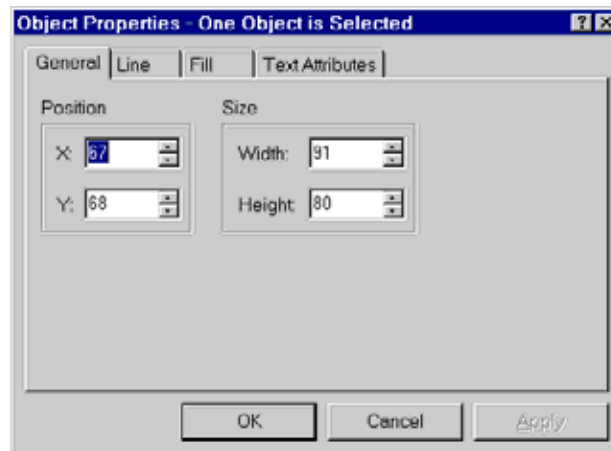 Object Properties - One Object is Selected
General Line Fill Text Attributes
Position Size
X: 67 Width: 91
Y: 68 Height: 80
OK Cancel Apply